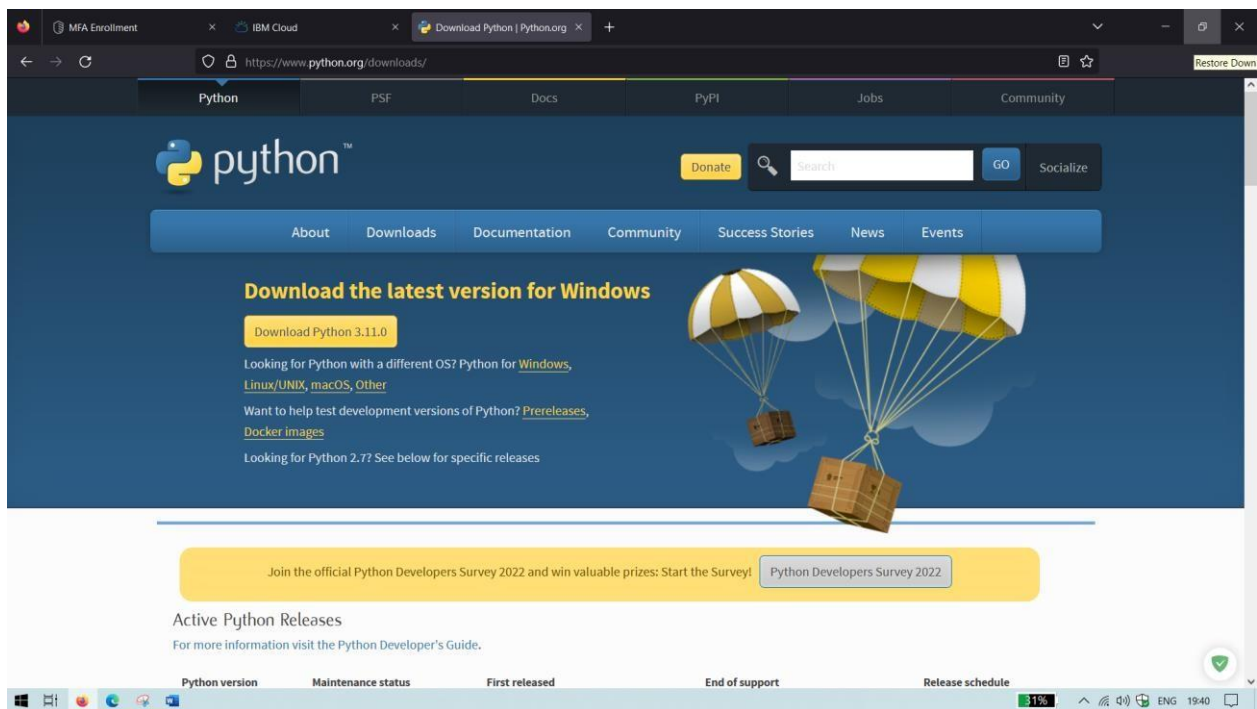 MFA Enrollment
IBM Cloud
Download Python | Python.org
https://www.python.org/downloads/
Restore Down
Python PSF Docs PyPI Jobs Community
python™
Donate
Search
GO
Socialize
About Downloads Documentation Community Success Stories News Events
Download the latest version for Windows
Download Python 3.11.0
Looking for Python with a different OS? Python for Windows,
Linux/UNIX, macOS, Other
Want to help test development versions of Python? Prereleases,
Docker images
Looking for Python 2.7? See below for specific releases
Join the official Python Developers Survey 2022 and win valuable prizes: Start the Survey! Python Developers Survey 2022
Active Python Releases
For more information visit the Python Developer's Guide.
Python version Maintenance status First released End of support Release schedule
31% ENG 19:40